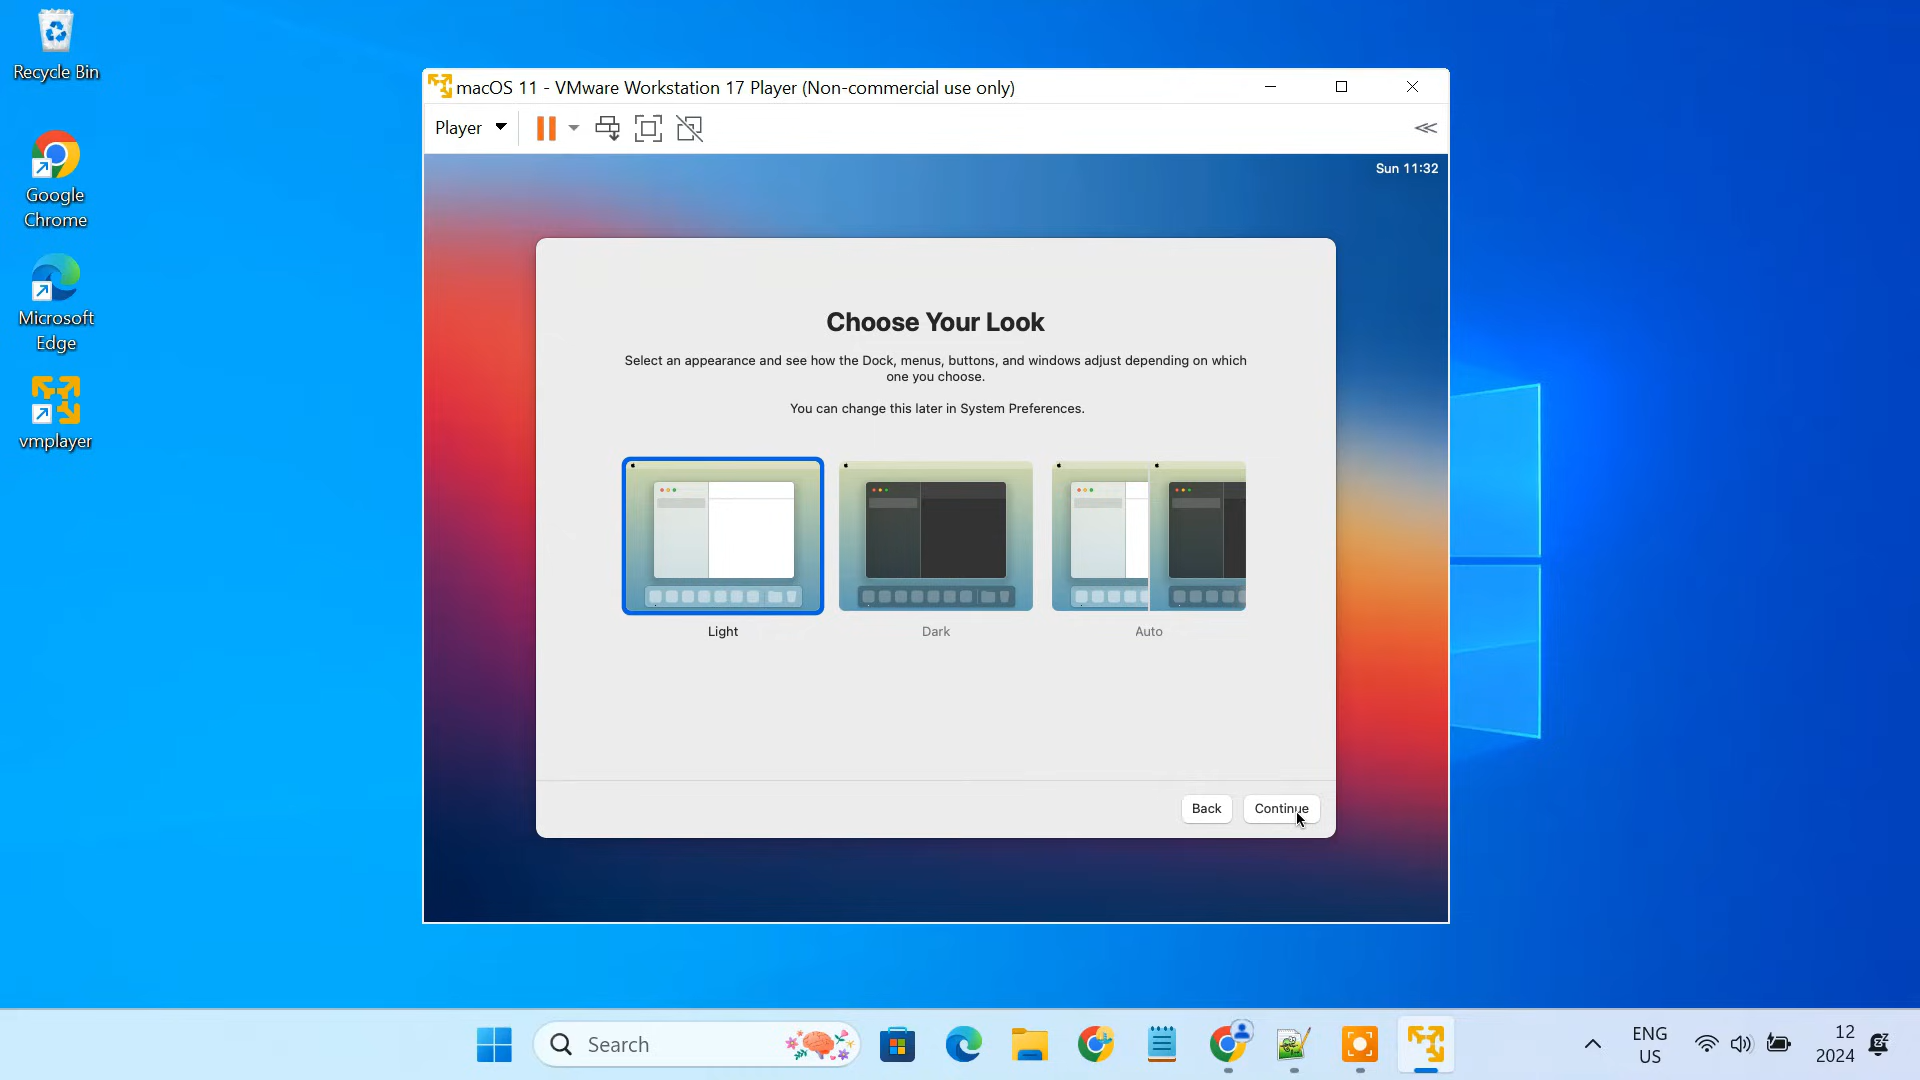 Recycle Bin
Google
Chrome
Microsoft
Edge
vmplayer
macOS 11 - VMware Workstation 17 Player (Non-commercial use only)
Player
Sun 11:32
Choose Your Look
Select an appearance and see how the Dock, menus, buttons, and windows adjust depending on which
one you choose.
You can change this later in System Preferences.
Light
Dark
Auto
Back
Continue
Search
ENG
US
12
2024